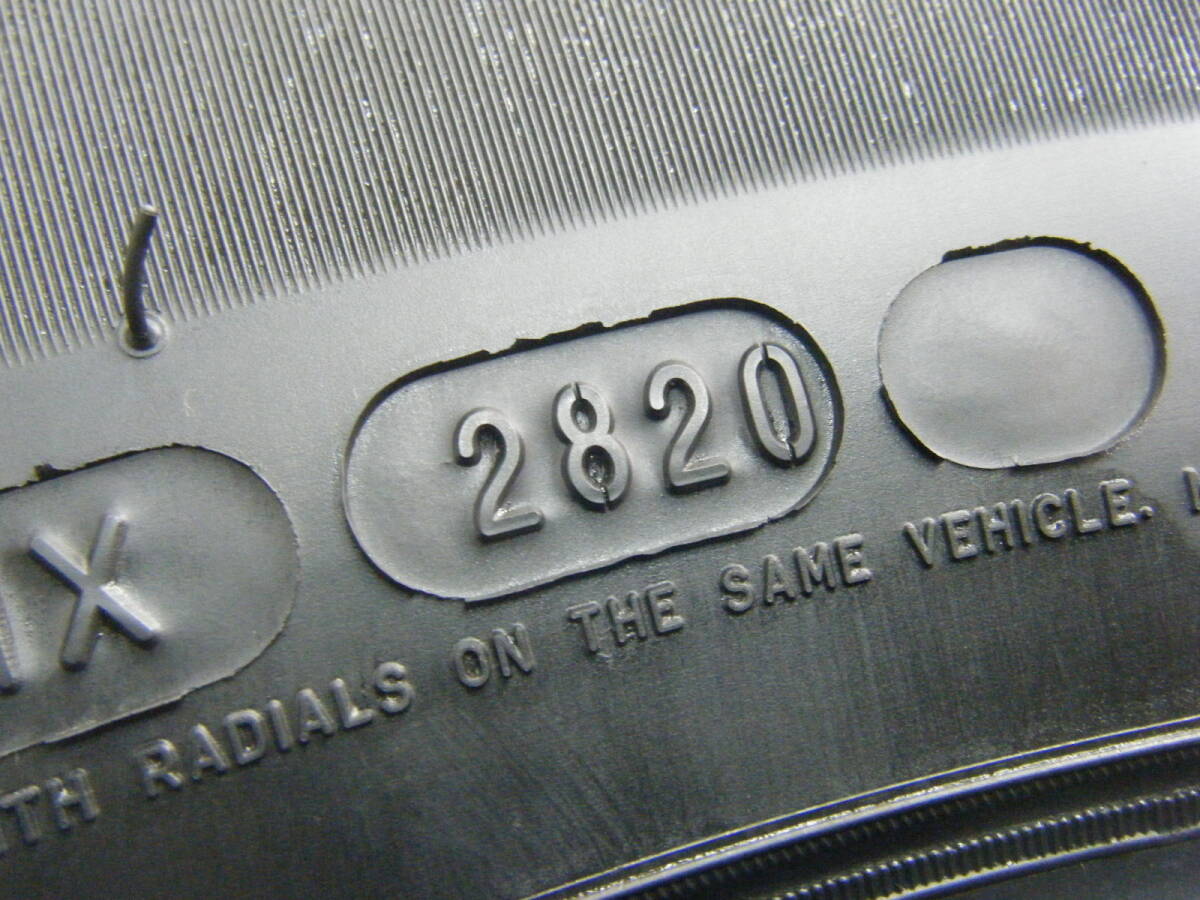 X 2820
RADIALS ON THE SAME VEHICLE.